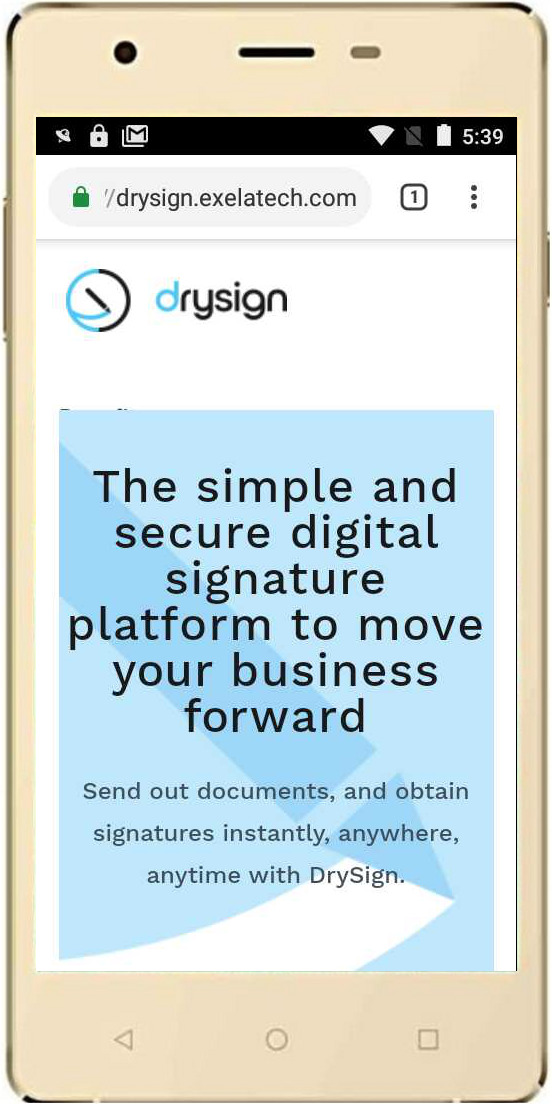 5:39
//drysign.exelatech.com
1
drysign
The simple and
secure digital
signature
platform to move
your business
forward
Send out documents, and obtain
signatures instantly, anywhere,
anytime with DrySign.